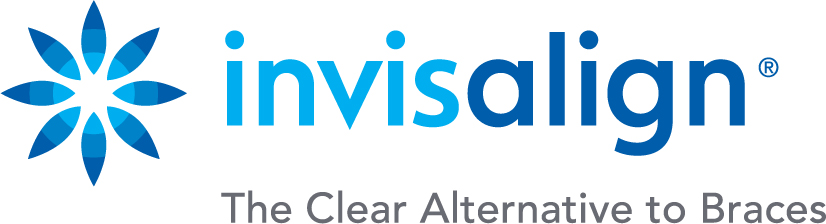 invisalign®
The Clear Alternative to Braces